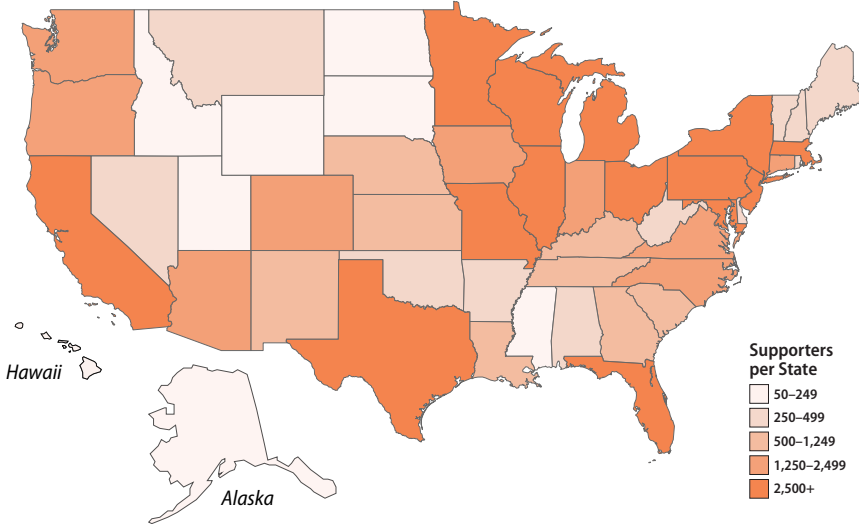 Hawaii
Alaska
Supporters
per State
50–249
250–499
500–1,249
1,250–2,499
2,500+